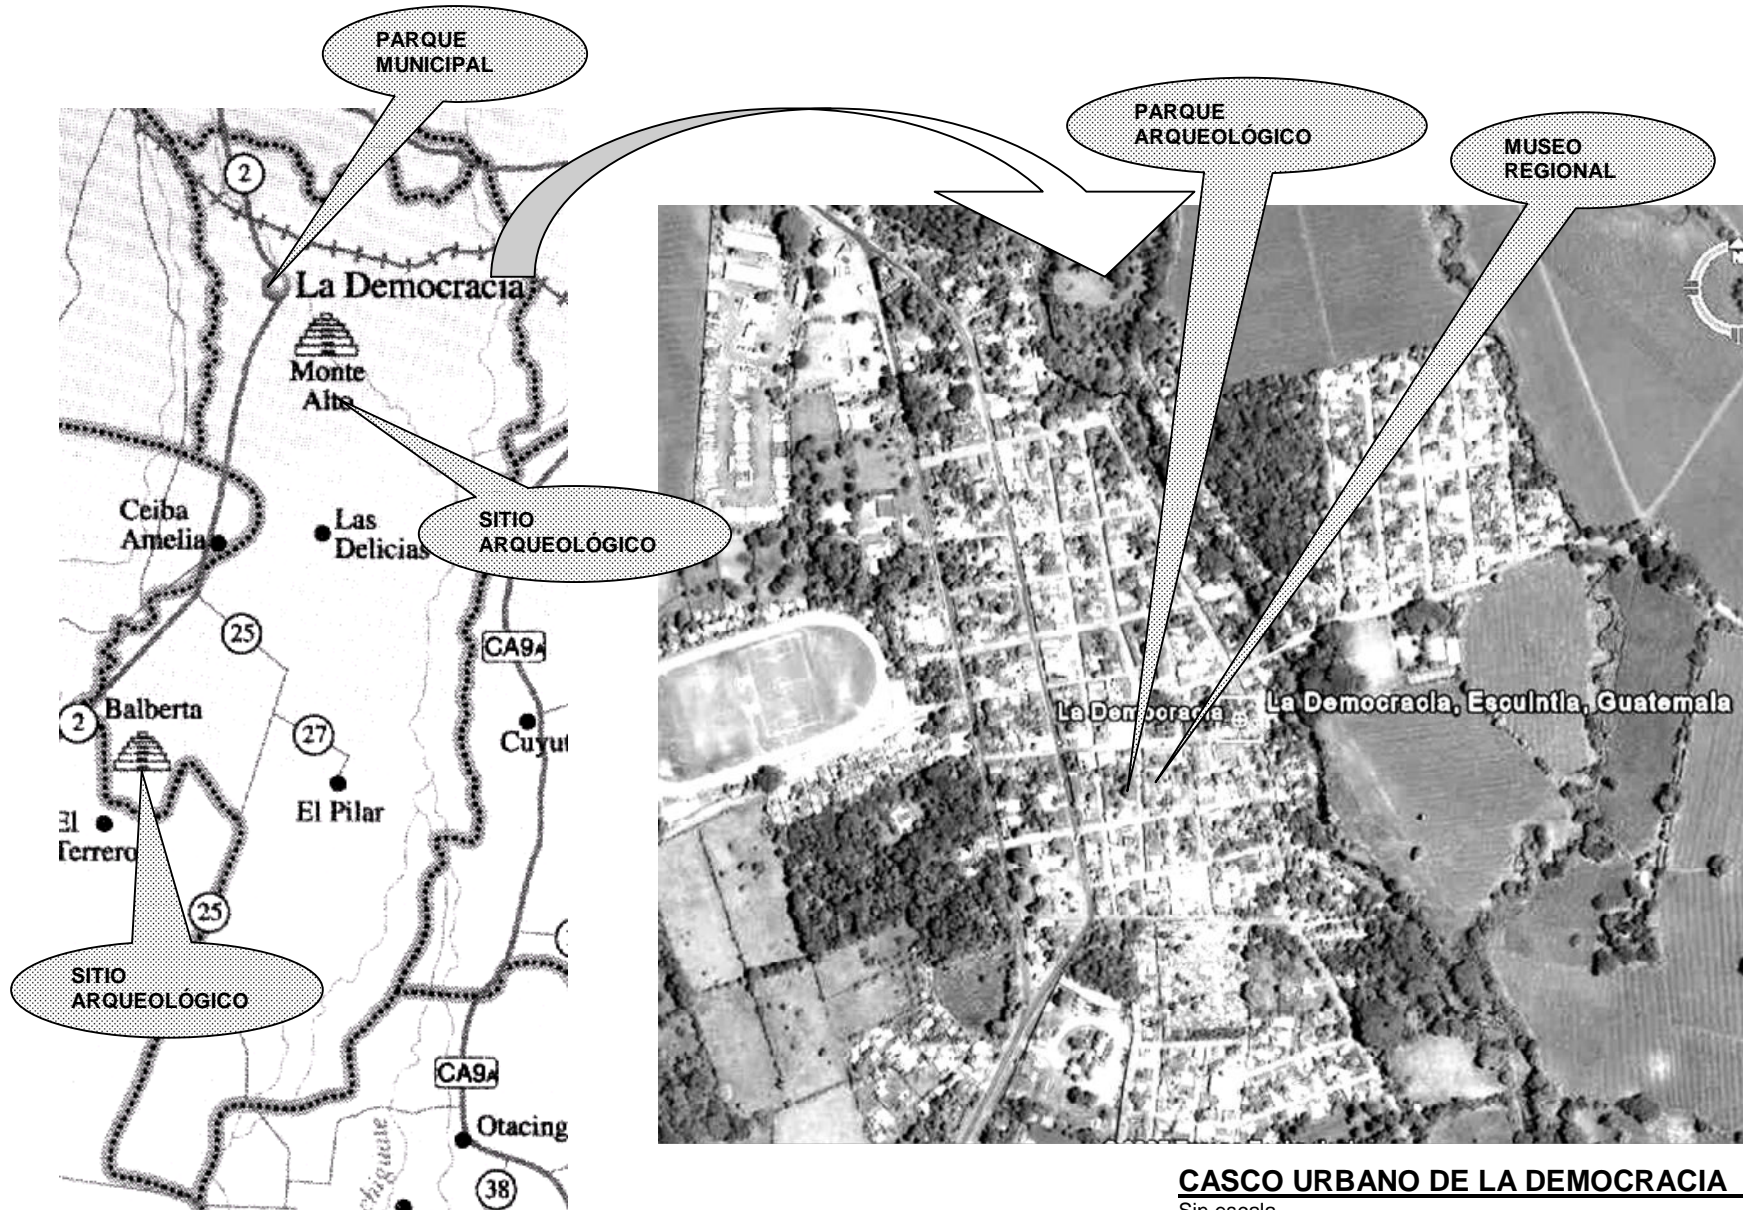 PARQUE
MUNICIPAL
PARQUE
ARQUEOLÓGICO
MUSEO
REGIONAL
2
N
La Democracia
Monte
Alto
Ceiba
Amelia
Las
Delicias
SITIO
ARQUEOLÓGICO
25
CA9A
2
Balberta
27
Cuyut
La Democracia
La Democracia, Escuintla, Guatemala
El Pilar
El
Terrero
25
SITIO
ARQUEOLÓGICO
CA9A
Otacing
38
CASCO URBANO DE LA DEMOCRACIA
Sin escala